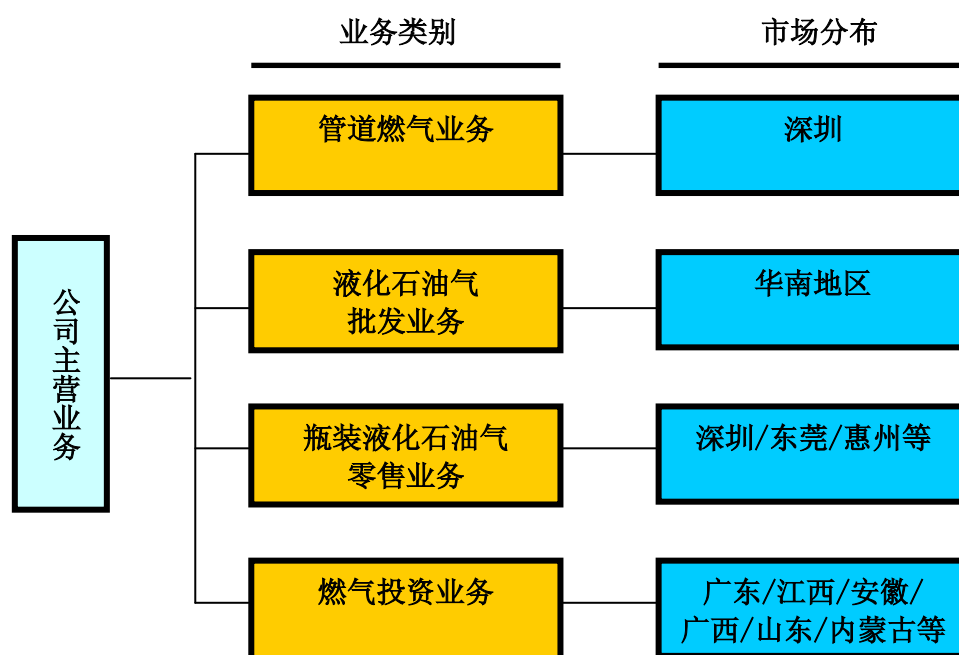 业务类别
市场分布
公司主营业务
管道燃气业务
深圳
液化石油气
批发业务
华南地区
瓶装液化石油气
零售业务
深圳/东莞/惠州等
燃气投资业务
广东/江西/安徽/
广西/山东/内蒙古等